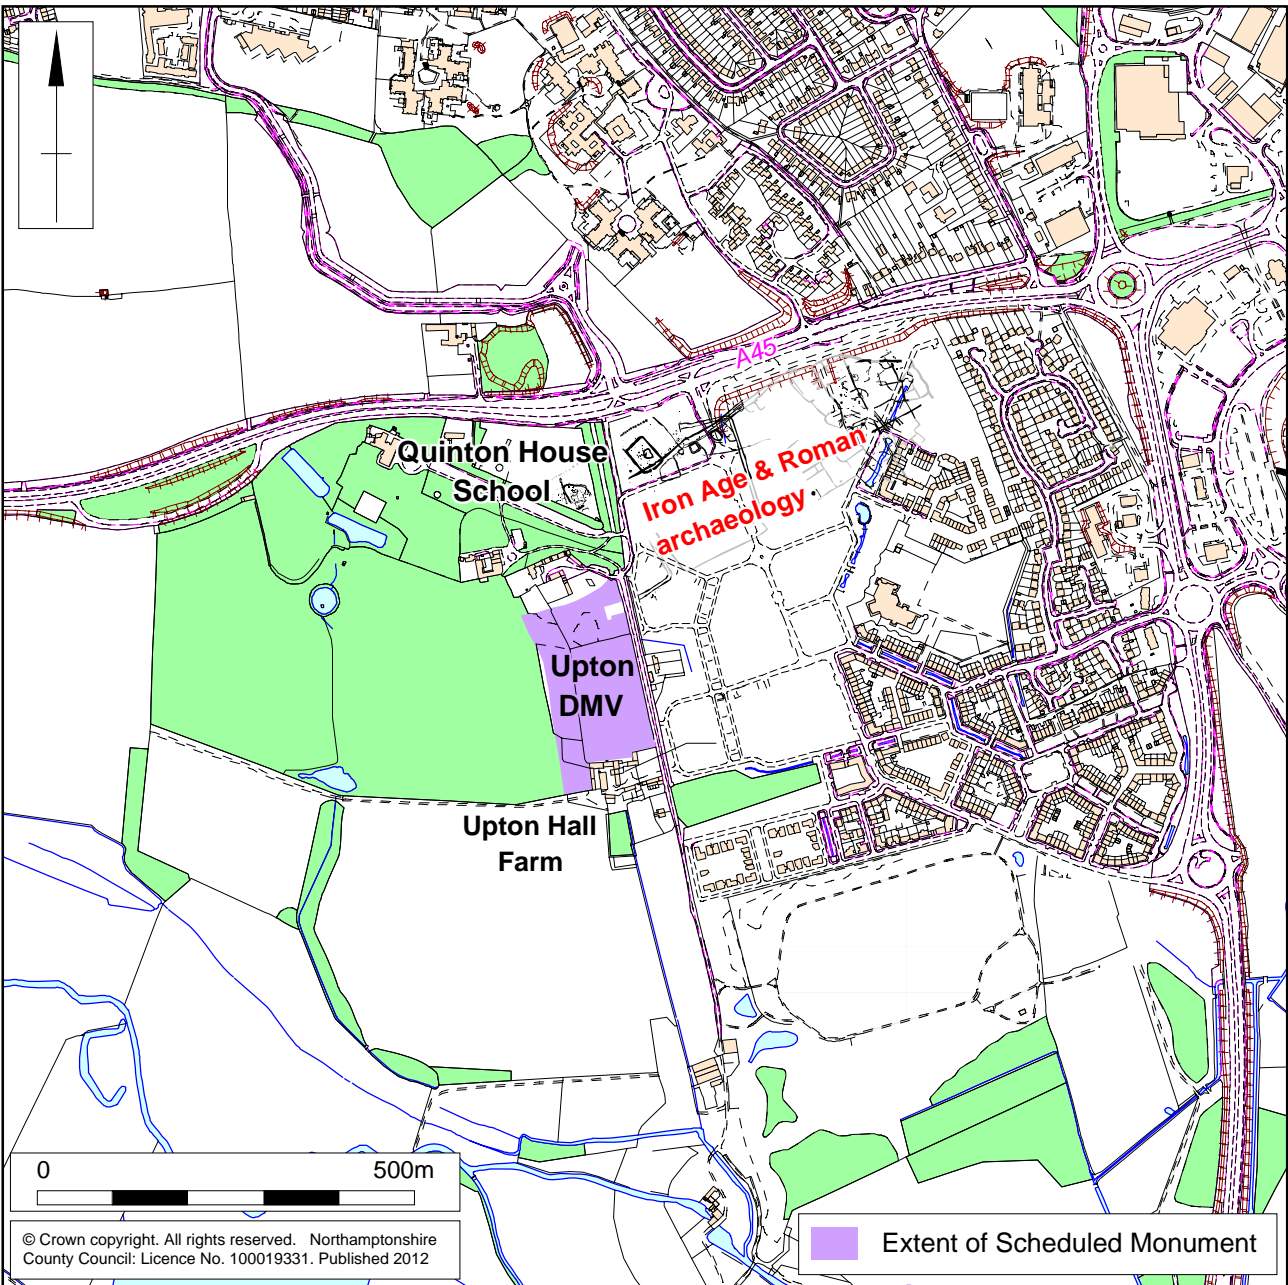 A45
Quinton House
School
Iron Age & Roman
archaeology
Upton
DMV
Upton Hall
Farm
0 500m
© Crown copyright. All rights reserved. Northamptonshire
County Council: Licence No. 100019331. Published 2012
Extent of Scheduled Monument